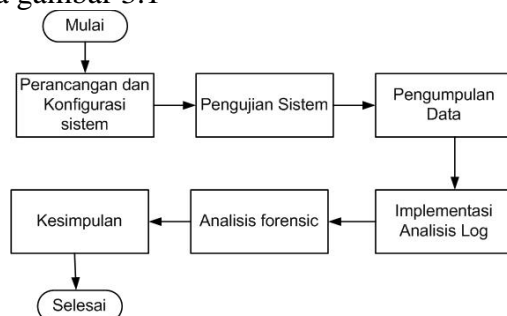 gambar 3.1
Mulai
Perancangan dan
Konfigurasi
sistem
Pengujian Sistem
Pengumpulan
Data
Implementasi
Analisis Log
Analisis forensic
Kesimpulan
Selesai